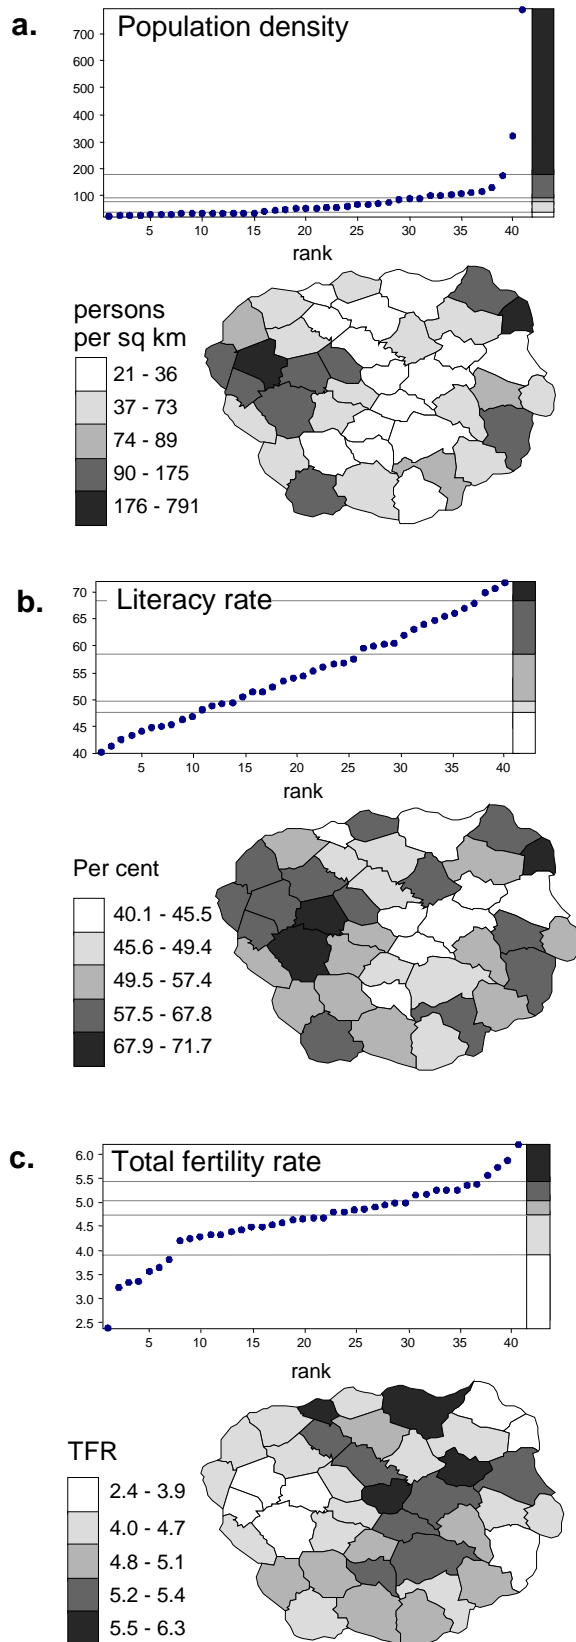 a.
Population density
700
600
500
400
300
200
100
5 10 15 20 25 30 35 40
rank
persons
per sq km
21 - 36
37 - 73
74 - 89
90 - 175
176 - 791
b.
Literacy rate
70
65
60
55
50
45
40
5 10 15 20 25 30 35 40
rank
Per cent
40.1 - 45.5
45.6 - 49.4
49.5 - 57.4
57.5 - 67.8
67.9 - 71.7
c.
Total fertility rate
6.0
5.5
5.0
4.5
4.0
3.5
3.0
2.5
5 10 15 20 25 30 35 40
rank
TFR
2.4 - 3.9
4.0 - 4.7
4.8 - 5.1
5.2 - 5.4
5.5 - 6.3